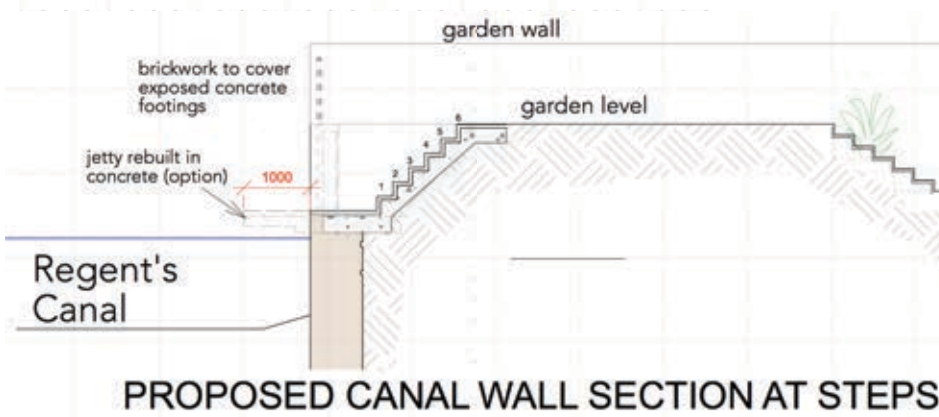 garden wall
brickwork to cover
exposed concrete
footings
garden level
6
5
4
3
2
1
jetty rebuilt in
concrete (option)
1000
Regent's
Canal
PROPOSED CANAL WALL SECTION AT STEPS